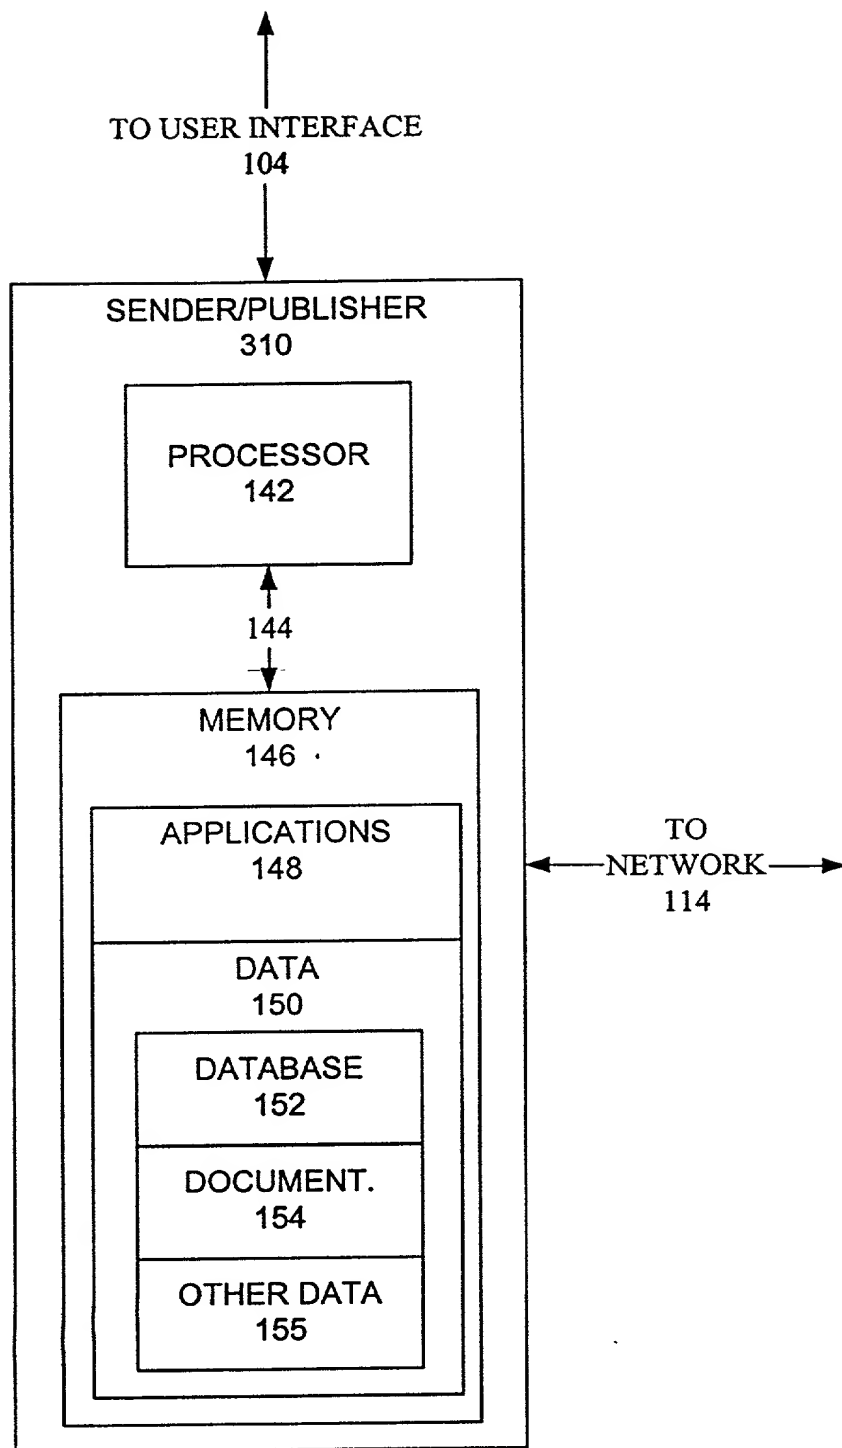 TO USER INTERFACE
104
SENDER/PUBLISHER
310
PROCESSOR
142
144
MEMORY
146
APPLICATIONS
148
TO
NETWORK
114
DATA
150
DATABASE
152
DOCUMENT.
154
OTHER DATA
155